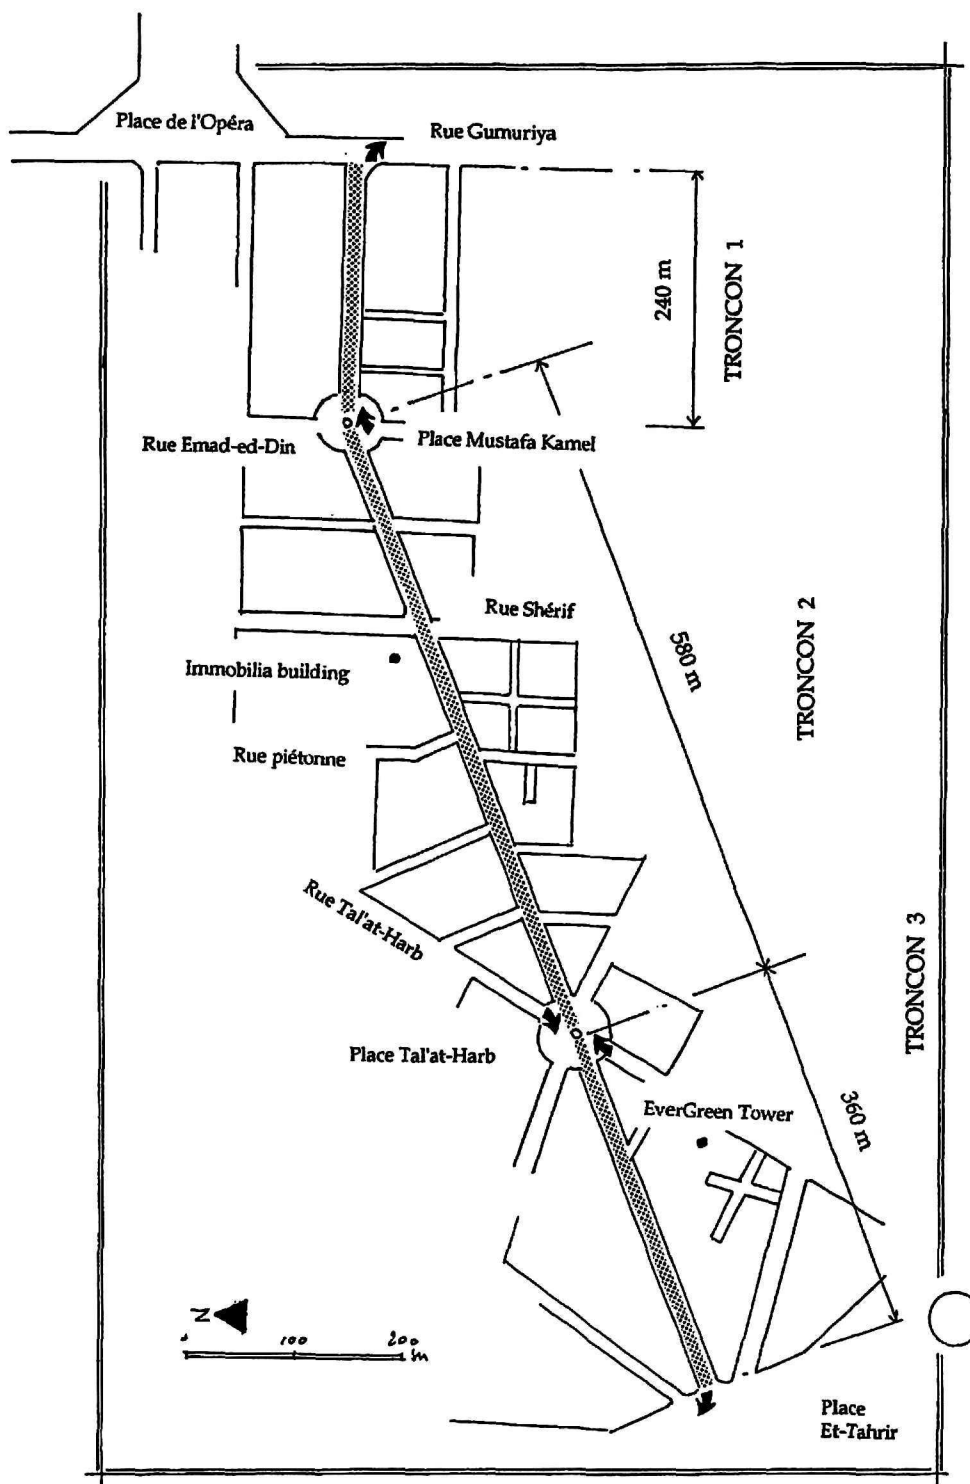 Place de l'Opéra
Rue Gumuriya
240 m
TRONCON 1
Rue Emad-ed-Din
Place Mustafa Kamel
Rue Shérif
580 m
TRONCON 2
Immobilia building
Rue piétonne
Rue Tal'at-Harb
TRONCON 3
Place Tal'at-Harb
EverGreen Tower
360 m
N
100
200
m
Place
Et-Tahrir